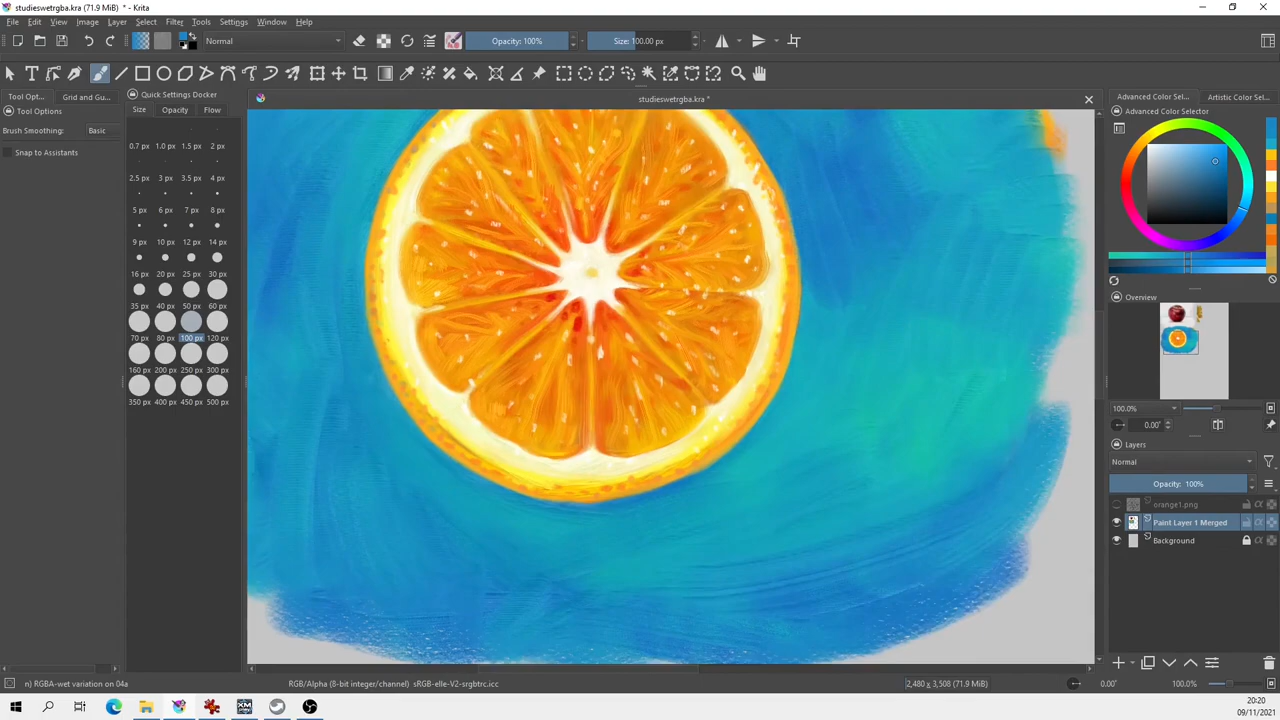 studieswetrgba.kra (71.9 MiB) * - Krita
File Edit View Image Layer Select Filter Tools Settings Window Help
Normal
Opacity: 100%
Size: 100.00 px
Tool Opt...
Grid and Gu...
Tool Options
Brush Smoothing: Basic
Snap to Assistants
Quick Settings Docker
Size Opacity Flow
0.7 px 1.0 px 1.5 px 2 px
2.5 px 3 px 3.5 px 4 px
5 px 6 px 7 px 8 px
9 px 10 px 12 px 14 px
16 px 20 px 25 px 30 px
35 px 40 px 50 px 60 px
70 px 80 px 100 px 120 px
160 px 200 px 250 px 300 px
350 px 400 px 450 px 500 px
studieswetrgba.kra *
Advanced Color Sel...
Artistic Color Sel...
Advanced Color Selector
Overview
100.0%
0.00°
Layers
Normal
Opacity: 100%
orange1.png
Paint Layer 1 Merged
Background
n) RGBA-wet variation on 04a
RGB/Alpha (8-bit integer/channel) sRGB-elle-V2-srgbtrc.icc
2,480 x 3,508 (71.9 MiB)
0.00°
100.0%
20:20
09/11/2021